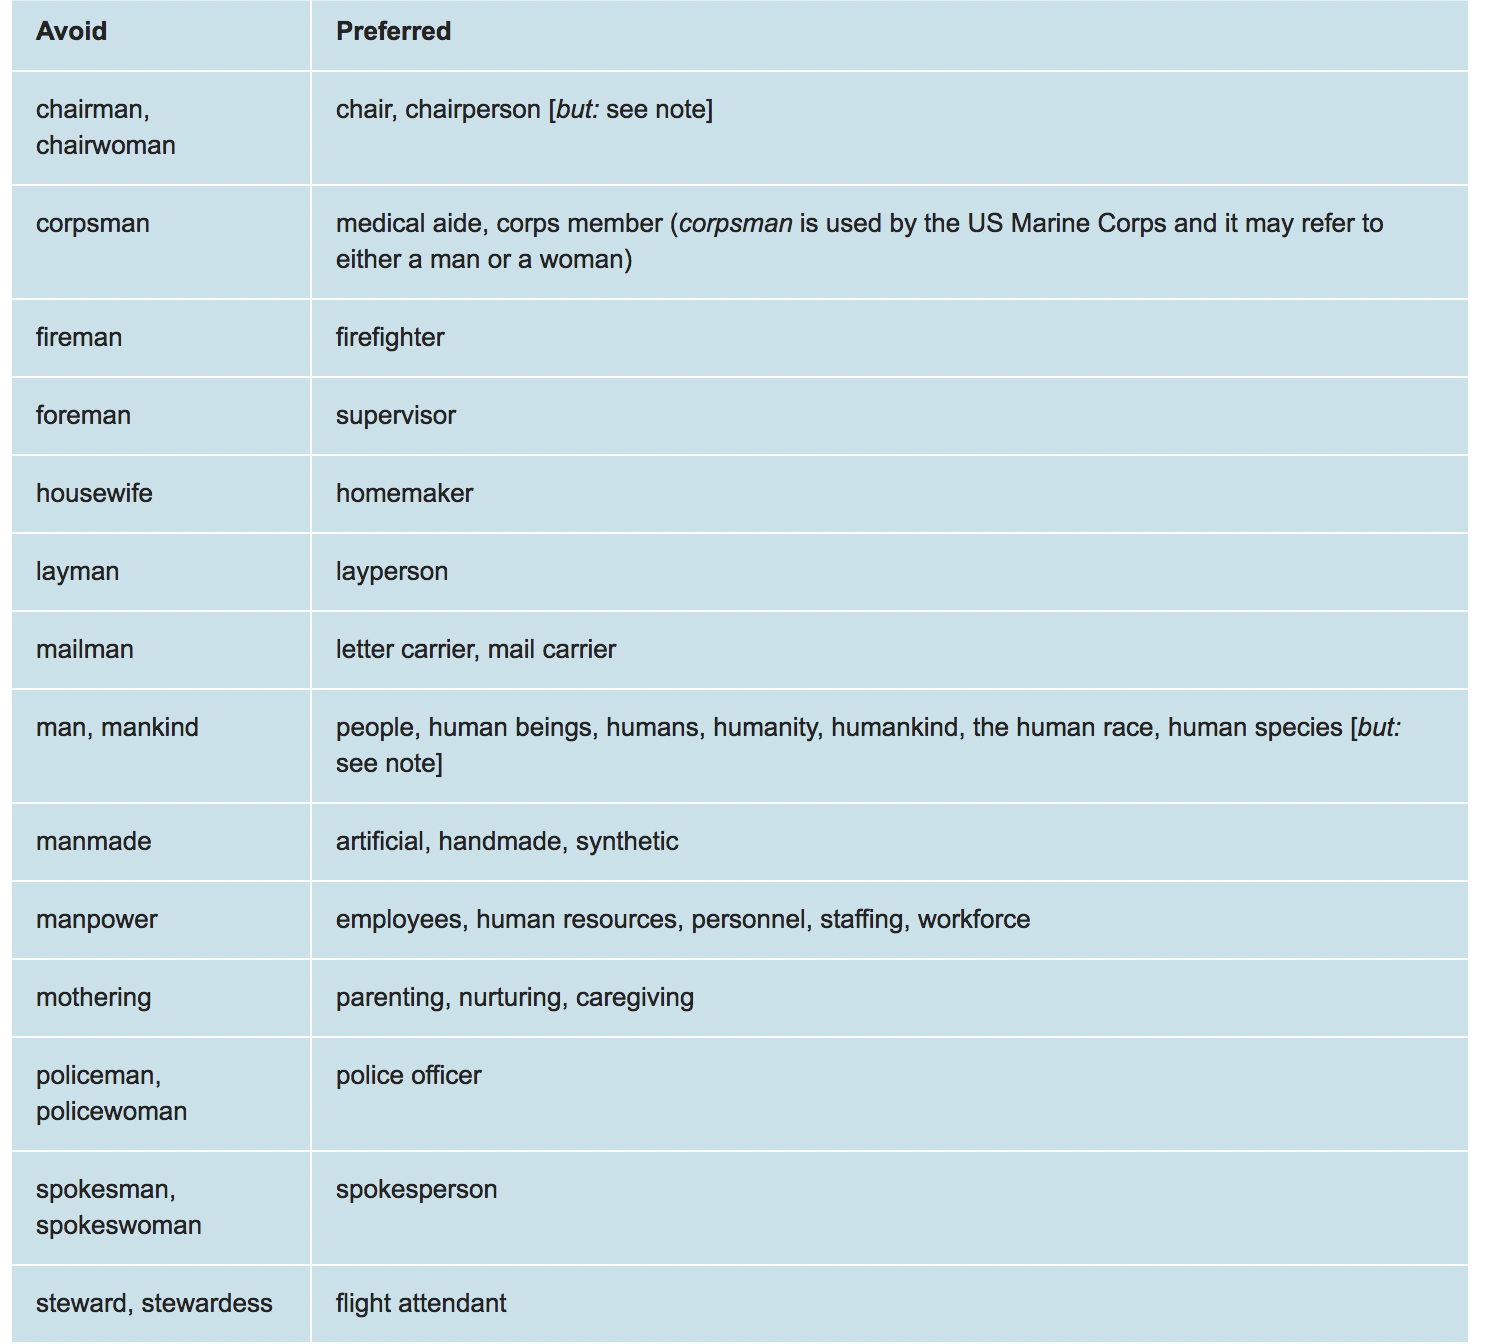 Avoid
Preferred
chairman,
chairwoman
chair, chairperson [but: see note]
corpsman
medical aide, corps member (corpsman is used by the US Marine Corps and it may refer to
either a man or a woman)
fireman
firefighter
foreman
supervisor
housewife
homemaker
layman
layperson
mailman
letter carrier, mail carrier
man, mankind
people, human beings, humans, humanity, humankind, the human race, human species [but:
see note]
manmade
artificial, handmade, synthetic
manpower
employees, human resources, personnel, staffing, workforce
mothering
parenting, nurturing, caregiving
policeman,
policewoman
police officer
spokesman,
spokeswoman
spokesperson
steward, stewardess
flight attendant